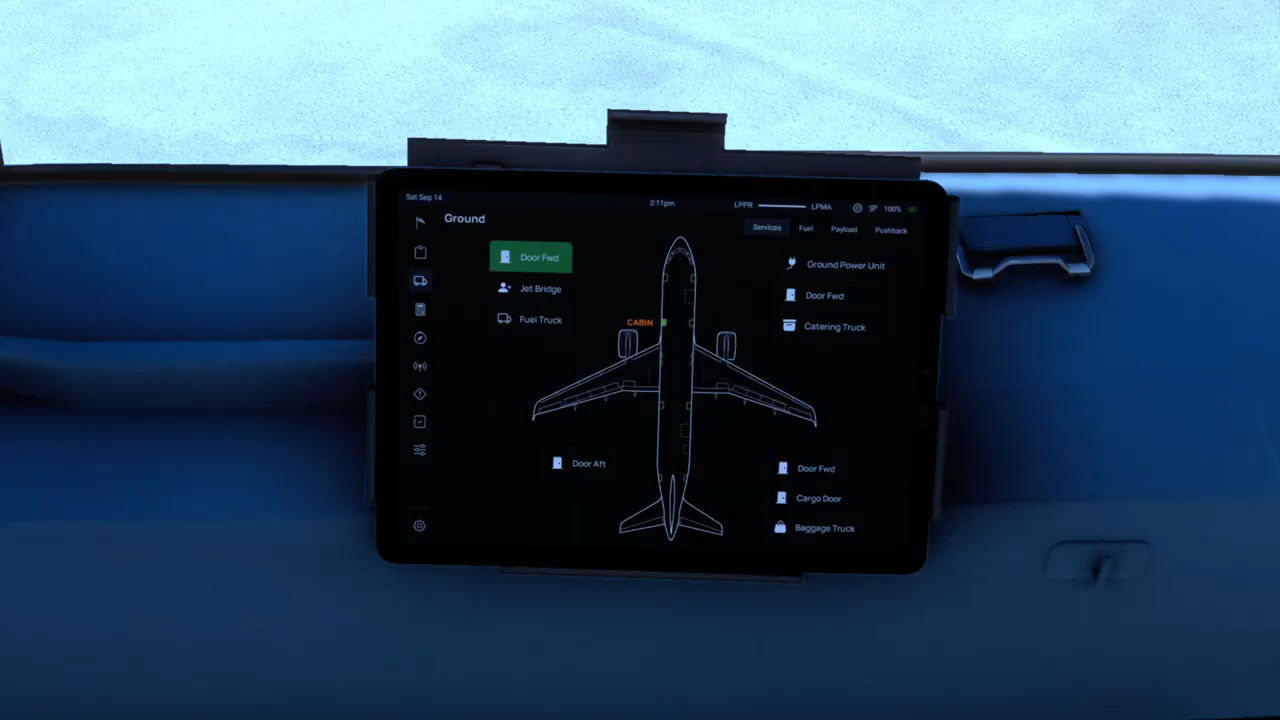 Sat Sep 14
2:11pm
LPPR LPMA 100%
Ground
Services Fuel Payload Pushback
Door Fwd
Jet Bridge
Fuel Truck
CABIN
Ground Power Unit
Door Fwd
Catering Truck
Door Aft
Door Fwd
Cargo Door
Baggage Truck